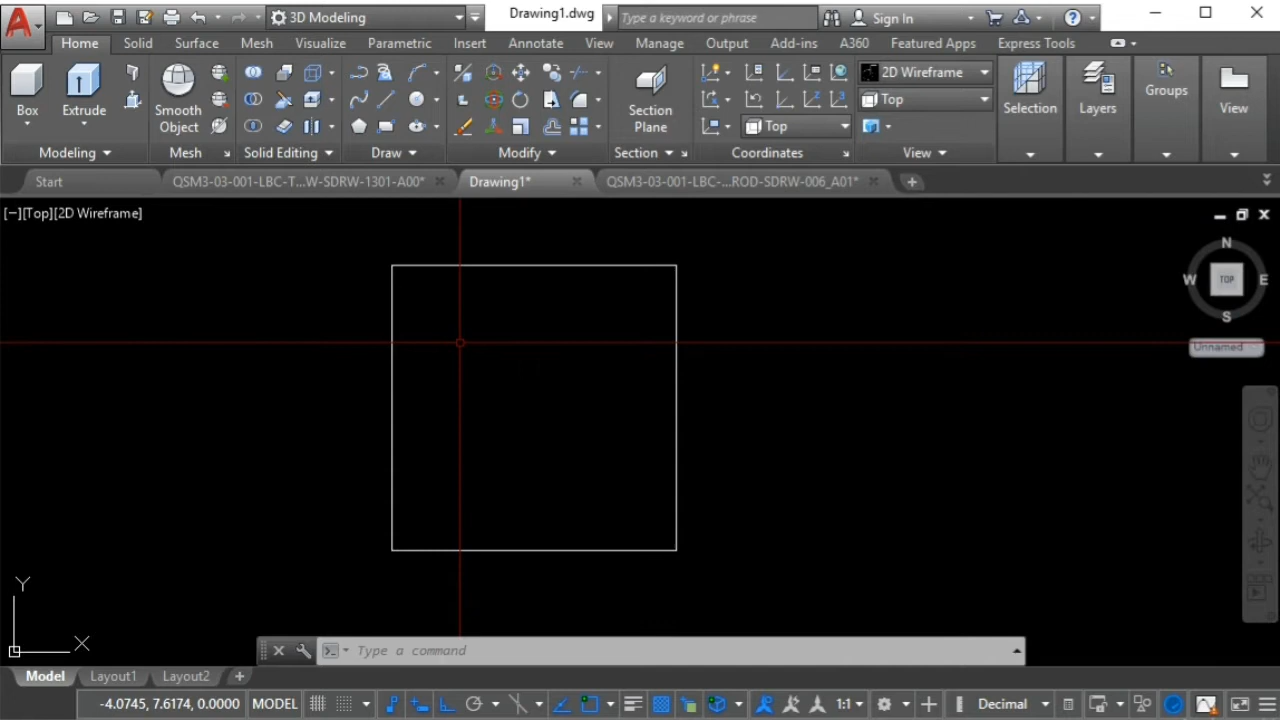 3D Modeling
Drawing1.dwg
Type a keyword or phrase
Sign In
Home Solid Surface Mesh Visualize Parametric Insert Annotate View Manage Output Add-ins A360 Featured Apps Express Tools
Box
Extrude
Smooth
Object
Section
Plane
2D Wireframe
Top
Top
Selection
Layers
Groups
View
Modeling Mesh Solid Editing Draw Modify Section Coordinates View
Start
QSM3-03-001-LBC-T...W-SDRW-1301-A00*
Drawing1*
QSM3-03-001-LBC-...ROD-SDRW-006_A01*
[−][Top][2D Wireframe]
N
W TOP E
S
Unnamed
Y
X
Type a command
Model Layout1 Layout2
-4.0745, 7.6174, 0.0000 MODEL 1:1 Decimal